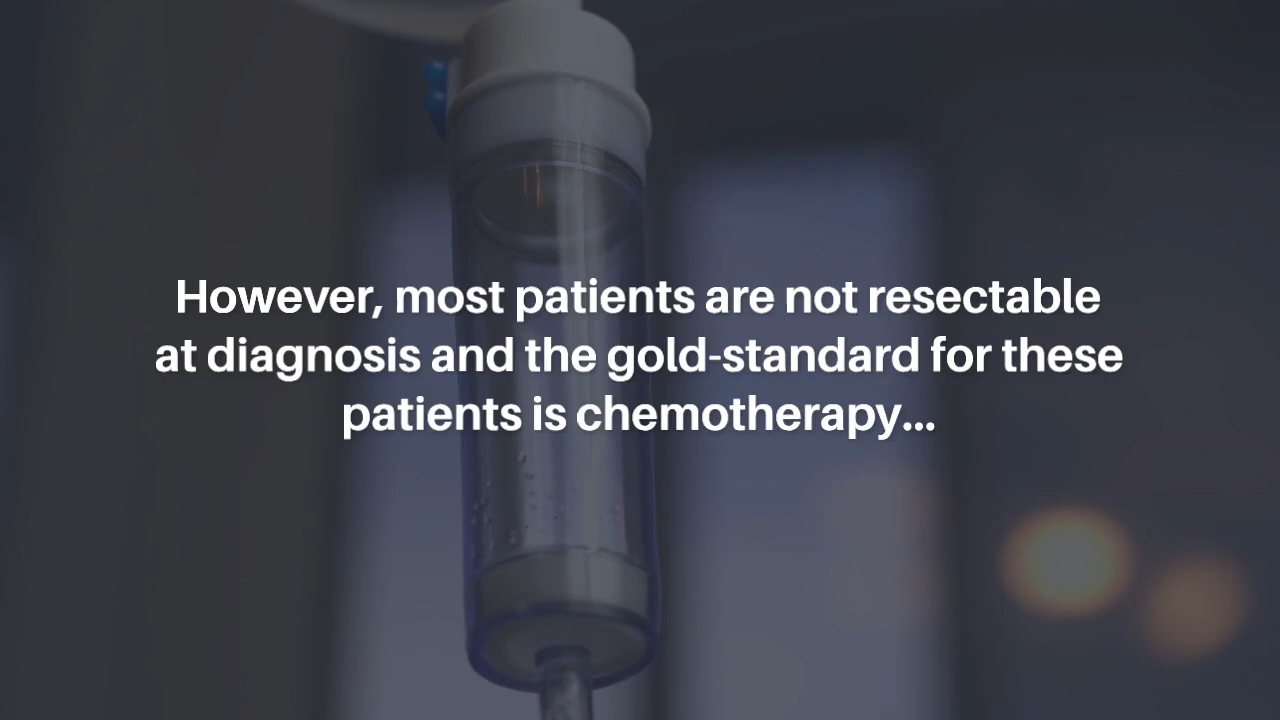 However, most patients are not resectable
at diagnosis and the gold-standard for these
patients is chemotherapy...